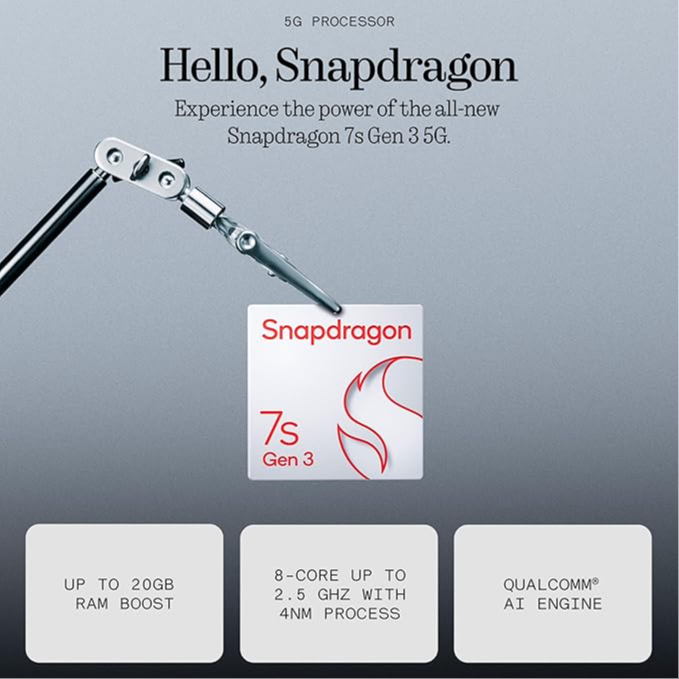 5G PROCESSOR
Hello, Snapdragon
Experience the power of the all-new
Snapdragon 7s Gen 3 5G.
Snapdragon
7s
Gen 3
UP TO 20GB
RAM BOOST
8-CORE UP TO
2.5 GHZ WITH
4NM PROCESS
QUALCOMM®
AI ENGINE